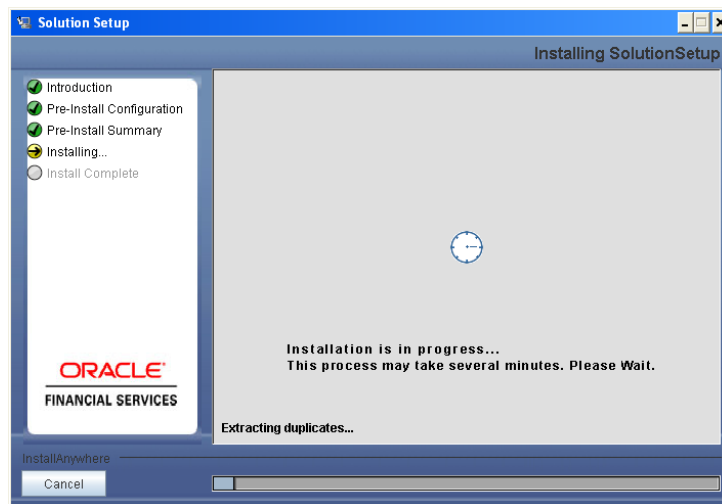 Solution Setup
Installing SolutionSetup
Introduction
Pre-Install Configuration
Pre-Install Summary
Installing...
Install Complete
Installation is in progress...
This process may take several minutes. Please Wait.
ORACLE
FINANCIAL SERVICES
Extracting duplicates...
InstallAnywhere
Cancel